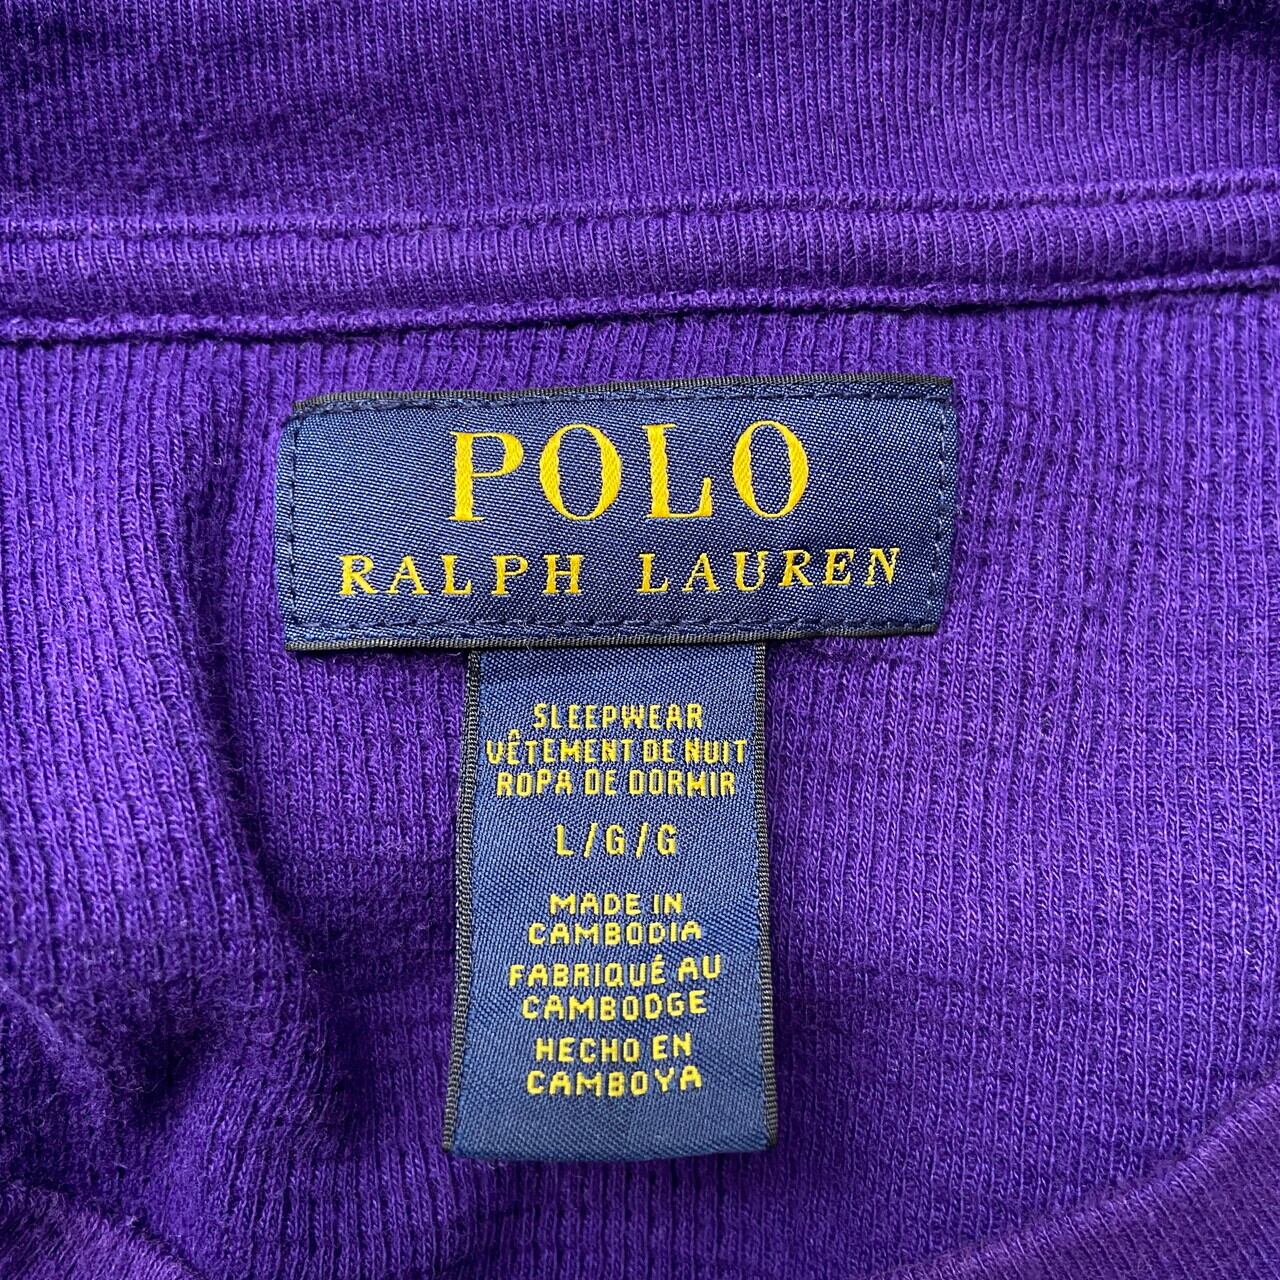 POLO
RALPH LAUREN
SLEEPWEAR
VÊTEMENT DE NUIT
ROPA DE DORMIR
L/G/G
MADE IN
CAMBODIA
FABRIQUÉ AU
CAMBODGE
HECHO EN
CAMBOYA